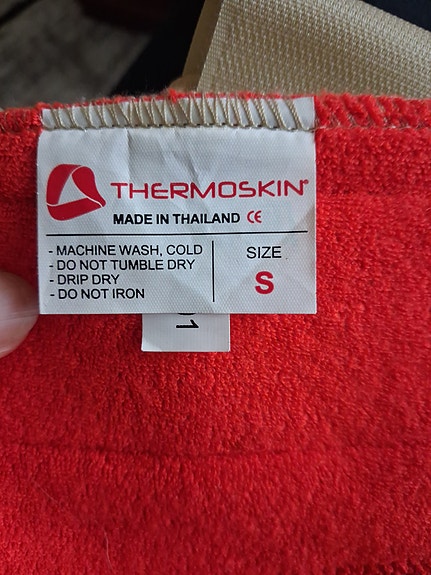 THERMOSKIN®
MADE IN THAILAND CE
- MACHINE WASH, COLD
- DO NOT TUMBLE DRY
- DRIP DRY
- DO NOT IRON
SIZE
S